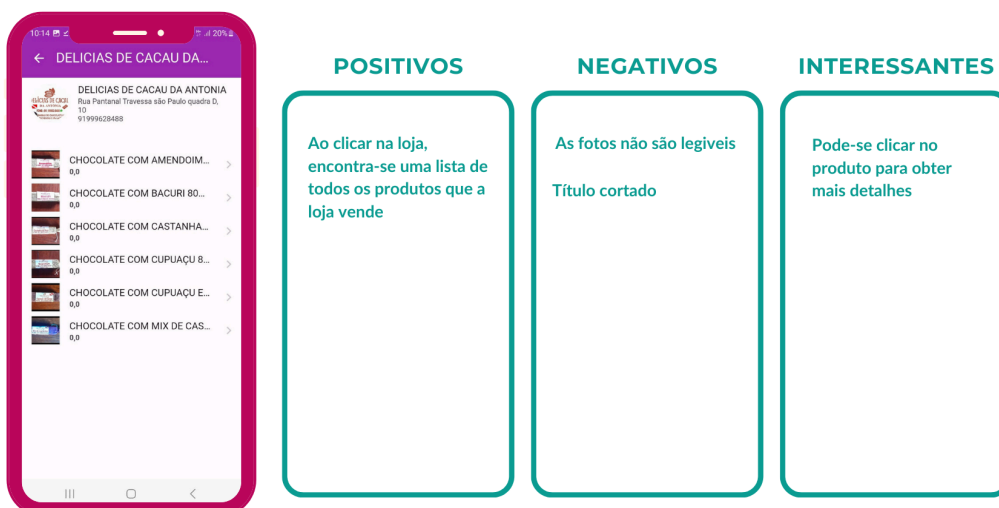 10:14
20%
DELICIAS DE CACAU DA...
DELICIAS DE CACAU DA ANTONIA
Rua Pantanal Travessa são Paulo quadra D,
10
91999628488
CHOCOLATE COM AMENDOIM...
0,0
CHOCOLATE COM BACURI 80...
0,0
CHOCOLATE COM CASTANHA...
0,0
CHOCOLATE COM CUPUAÇU 8...
0,0
CHOCOLATE COM CUPUAÇU E...
0,0
CHOCOLATE COM MIX DE CAS...
0,0
POSITIVOS
Ao clicar na loja,
encontra-se uma lista de
todos os produtos que a
loja vende
NEGATIVOS
As fotos não são legiveis
Título cortado
INTERESSANTES
Pode-se clicar no
produto para obter
mais detalhes